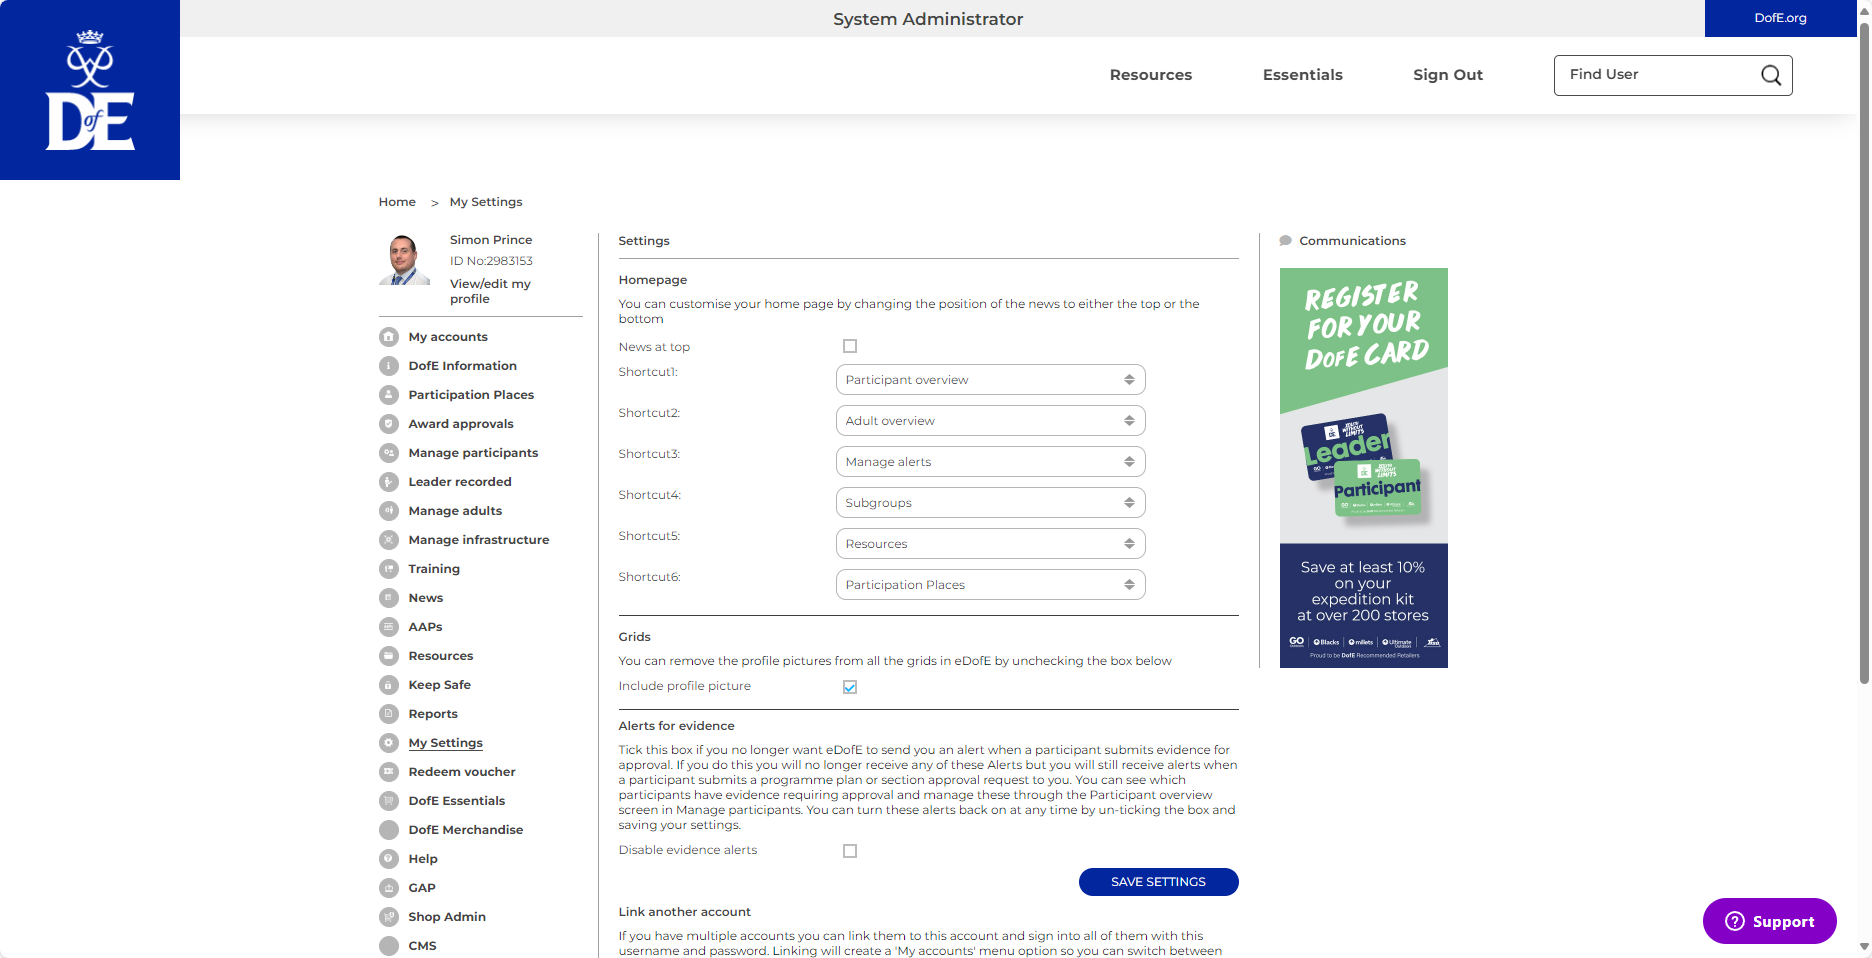 System Administrator
DofE.org
DofE
Resources
Essentials
Sign Out
Find User
Home > My Settings
Simon Prince
ID No:2983153
View/edit my
profile
My accounts
DofE Information
Participation Places
Award approvals
Manage participants
Leader recorded
Manage adults
Manage infrastructure
Training
News
AAPs
Resources
Keep Safe
Reports
My Settings
Redeem voucher
DofE Essentials
DofE Merchandise
Help
GAP
Shop Admin
CMS
Settings
Homepage
You can customise your home page by changing the position of the news to either the top or the
bottom
News at top
Shortcut1:
Participant overview
Shortcut2:
Adult overview
Shortcut3:
Manage alerts
Shortcut4:
Subgroups
Shortcut5:
Resources
Shortcut6:
Participation Places
Grids
You can remove the profile pictures from all the grids in eDofE by unchecking the box below
Include profile picture
Alerts for evidence
Tick this box if you no longer want eDofE to send you an alert when a participant submits evidence for
approval. If you do this you will no longer receive any of these Alerts but you will still receive alerts when
a participant submits a programme plan or section approval request to you. You can see which
participants have evidence requiring approval and manage these through the Participant overview
screen in Manage participants. You can turn these alerts back on at any time by un-ticking the box and
saving your settings.
Disable evidence alerts
SAVE SETTINGS
Link another account
If you have multiple accounts you can link them to this account and sign into all of them with this
username and password. Linking will create a 'My accounts' menu option so you can switch between
Communications
REGISTER
FOR YOUR
DofE CARD
YOUTH
WITHOUT
LIMITS
Leader
YOUTH
WITHOUT
LIMITS
Participant
Save at least 10%
on your
expedition kit
at over 200 stores
GO Outdoors
Blacks
millets
Ultimate Outdoors
Proud to be DofE Recommended Retailers
Support